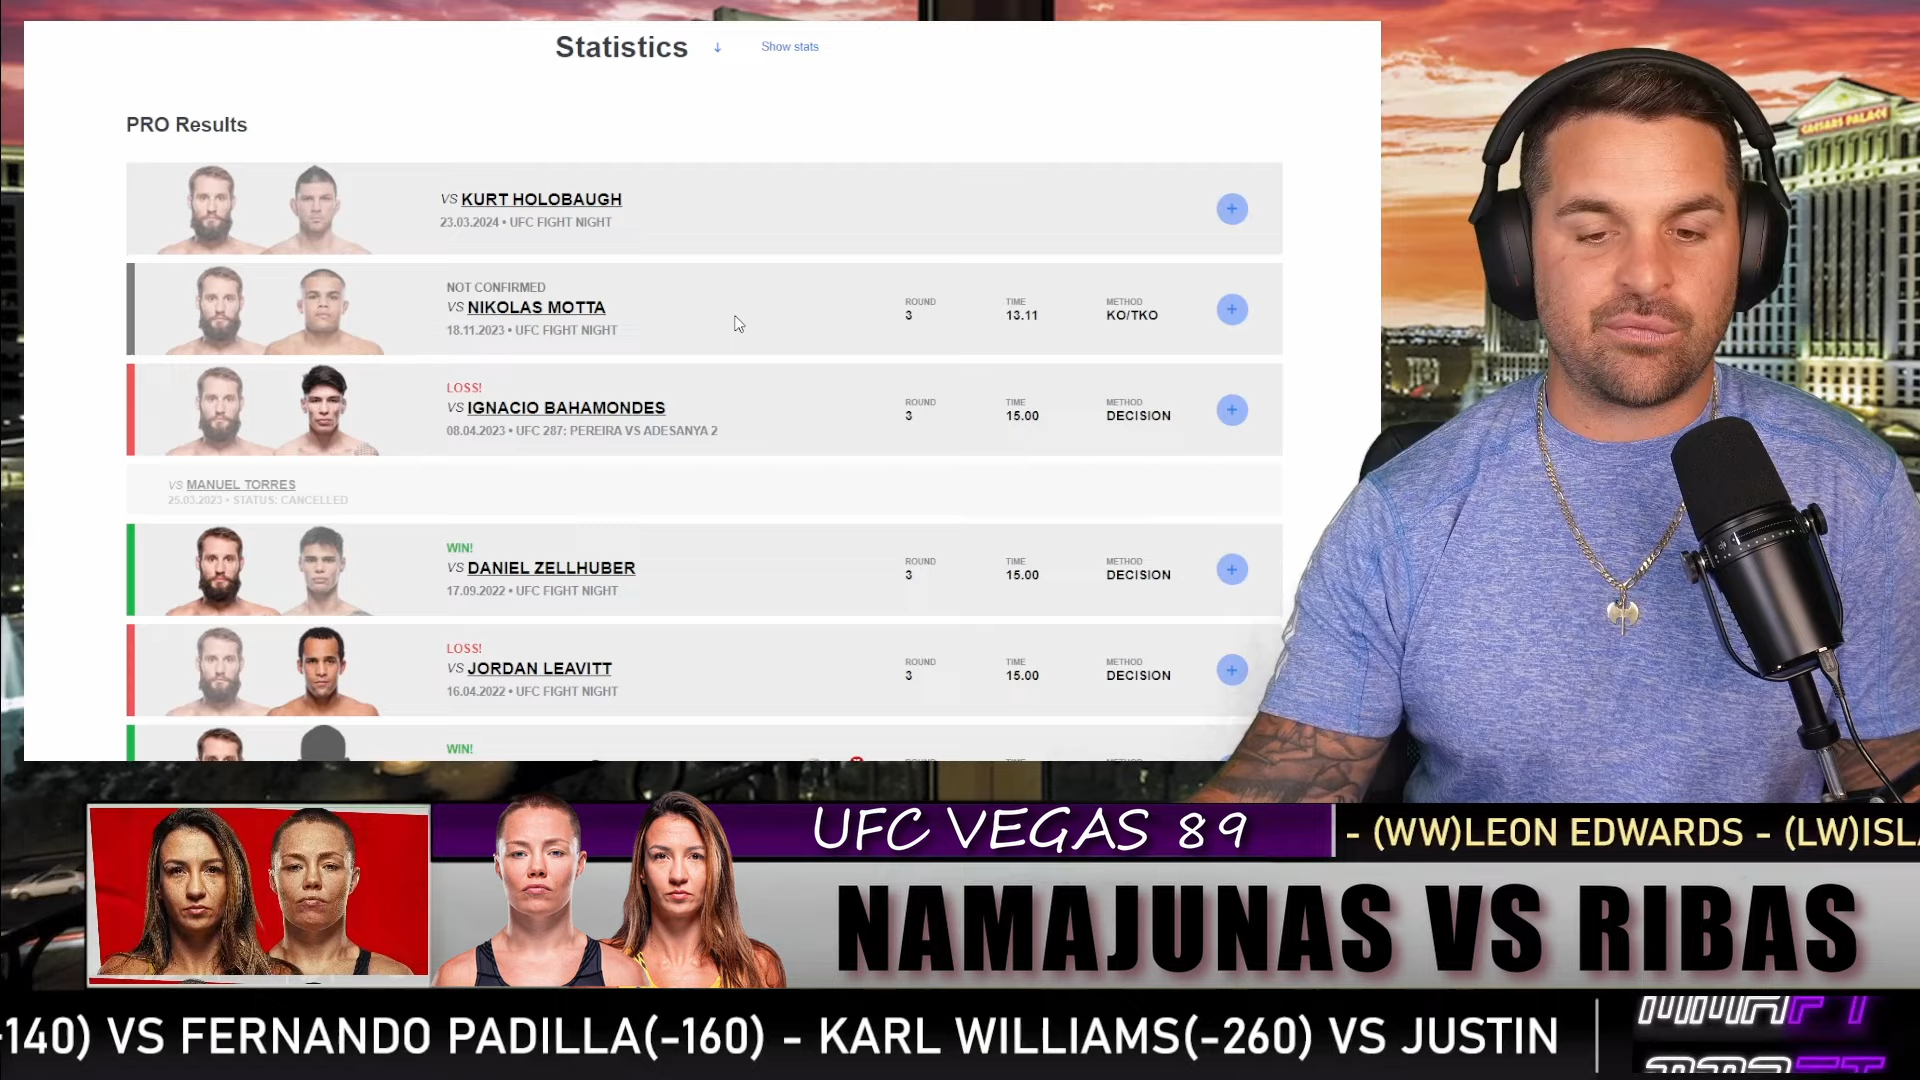 Statistics
↓ Show stats
PRO Results
VS KURT HOLOBAUGH
23.03.2024 • UFC FIGHT NIGHT
+
NOT CONFIRMED
VS NIKOLAS MOTTA
18.11.2023 • UFC FIGHT NIGHT
ROUND
3
TIME
13.11
METHOD
KO/TKO
+
LOSS!
VS IGNACIO BAHAMONDES
08.04.2023 • UFC 287: PEREIRA VS ADESANYA 2
ROUND
3
TIME
15.00
METHOD
DECISION
+
VS MANUEL TORRES
25.03.2023 • STATUS: CANCELLED
WIN!
VS DANIEL ZELLHUBER
17.09.2022 • UFC FIGHT NIGHT
ROUND
3
TIME
15.00
METHOD
DECISION
+
LOSS!
VS JORDAN LEAVITT
16.04.2022 • UFC FIGHT NIGHT
ROUND
3
TIME
15.00
METHOD
DECISION
+
WIN!
CAESARS PALACE
UFC VEGAS 89
- (WW)LEON EDWARDS - (LW)ISL
NAMAJUNAS VS RIBAS
-140) VS FERNANDO PADILLA(-160) - KARL WILLIAMS(-260) VS JUSTIN